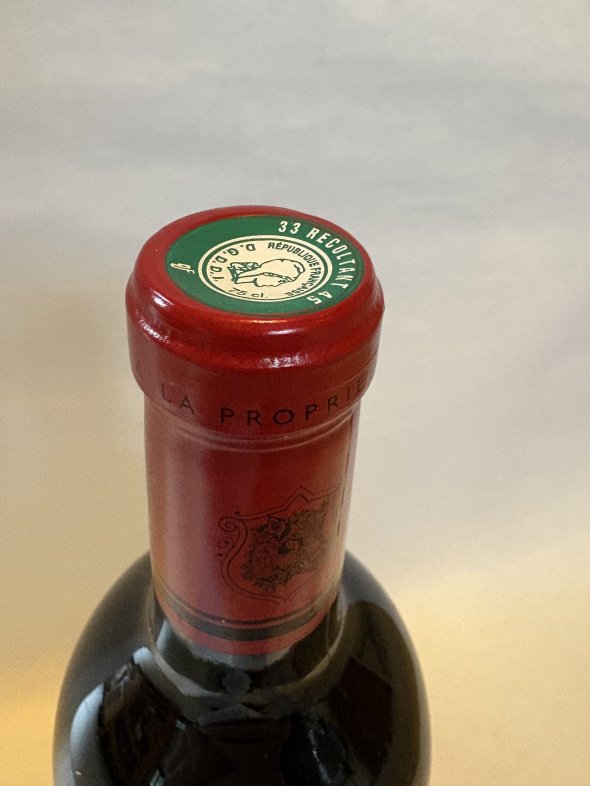 33 RECOLTANT 45
RÉPUBLIQUE FRANÇAISE
D.G.D.D.I
75 cl.
A LA PROPRIE